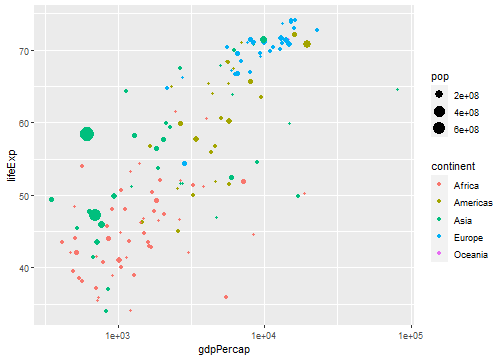 lifeExp
70
60
50
40
1e+03
1e+04
1e+05
gdpPercap
pop
2e+08
4e+08
6e+08
continent
Africa
Americas
Asia
Europe
Oceania